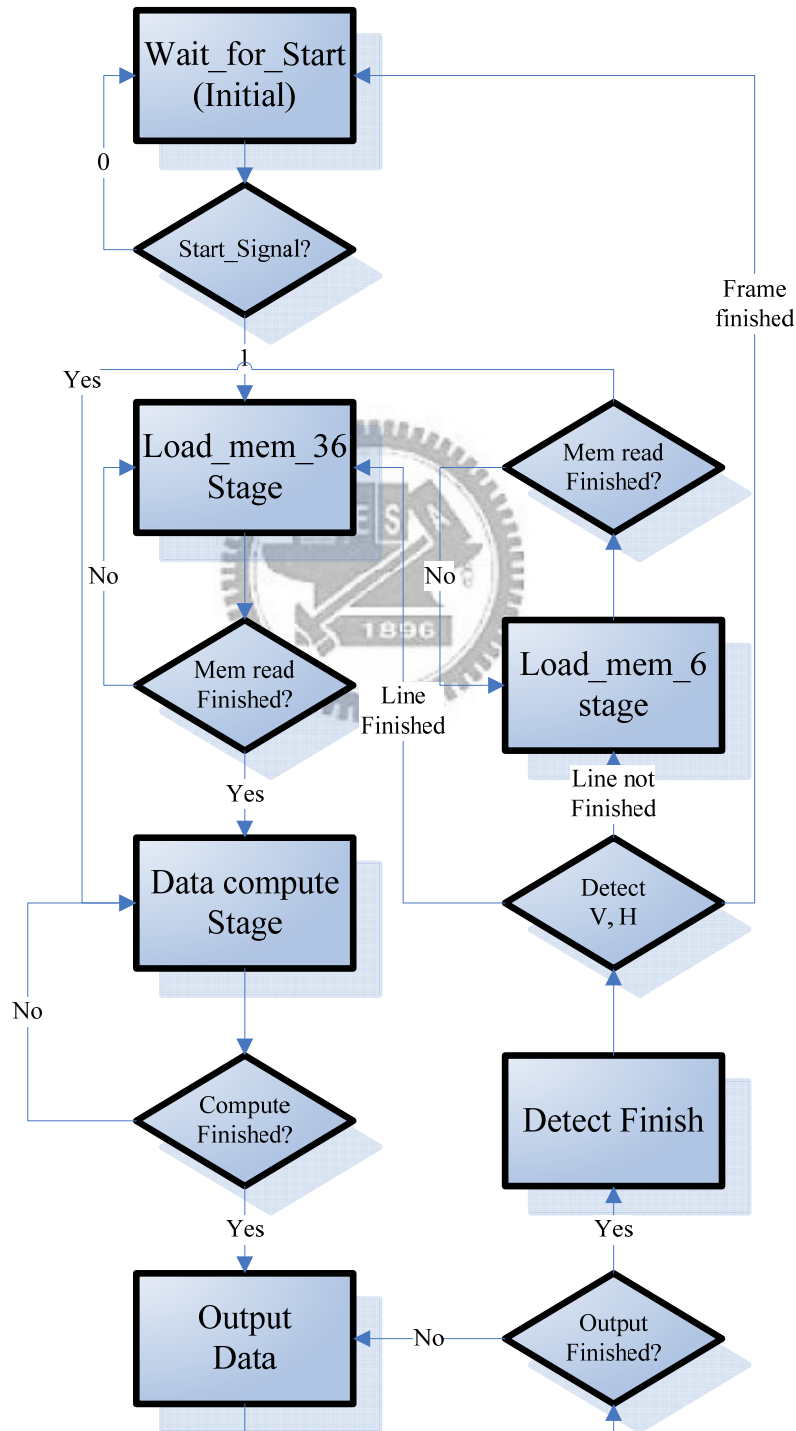 Wait_for_Start
(Initial)
0
Start_Signal?
Frame
finished
1
Yes
Load_mem_36
Stage
Mem read
Finished?
E S
No
No
1896
Load_mem_6
stage
Mem read
Finished?
Line
Finished
Line not
Finished
Yes
Data compute
Stage
Detect
V, H
No
Compute
Finished?
Detect Finish
Yes
Yes
Output
Data
No
Output
Finished?